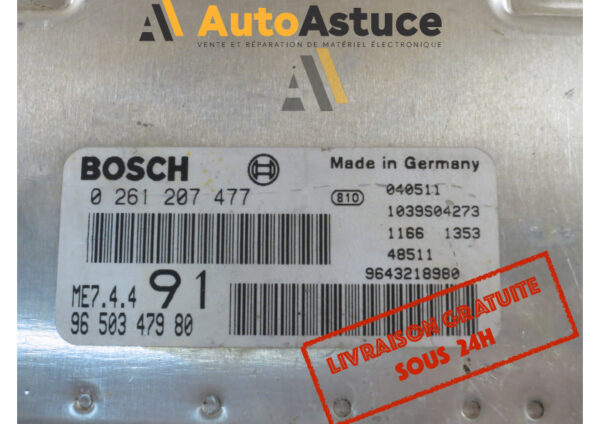 AutoAstuce
VENTE ET RÉPARATION DE MATÉRIEL ÉLECTRONIQUE
BOSCH
Made in Germany
0 261 207 477
810
040511
1039S04273
1166 1353
48511
9643218980
ME7.4.4 91
96 503 479 80
LIVRAISON GRATUITE
SOUS 24H